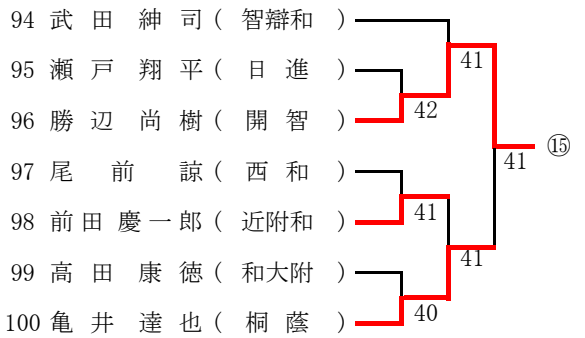 94 武 田 紳 司 ( 智辯和 )
41
95 瀬 戸 翔 平 ( 日 進 )
42
96 勝 辺 尚 樹 ( 開 智 )
41 ⑮
97 尾 前 諒 ( 西 和 )
41
98 前 田 慶 一 郎 ( 近附和 )
41
99 高 田 康 徳 ( 和大附 )
40
100 亀 井 達 也 ( 桐 蔭 )